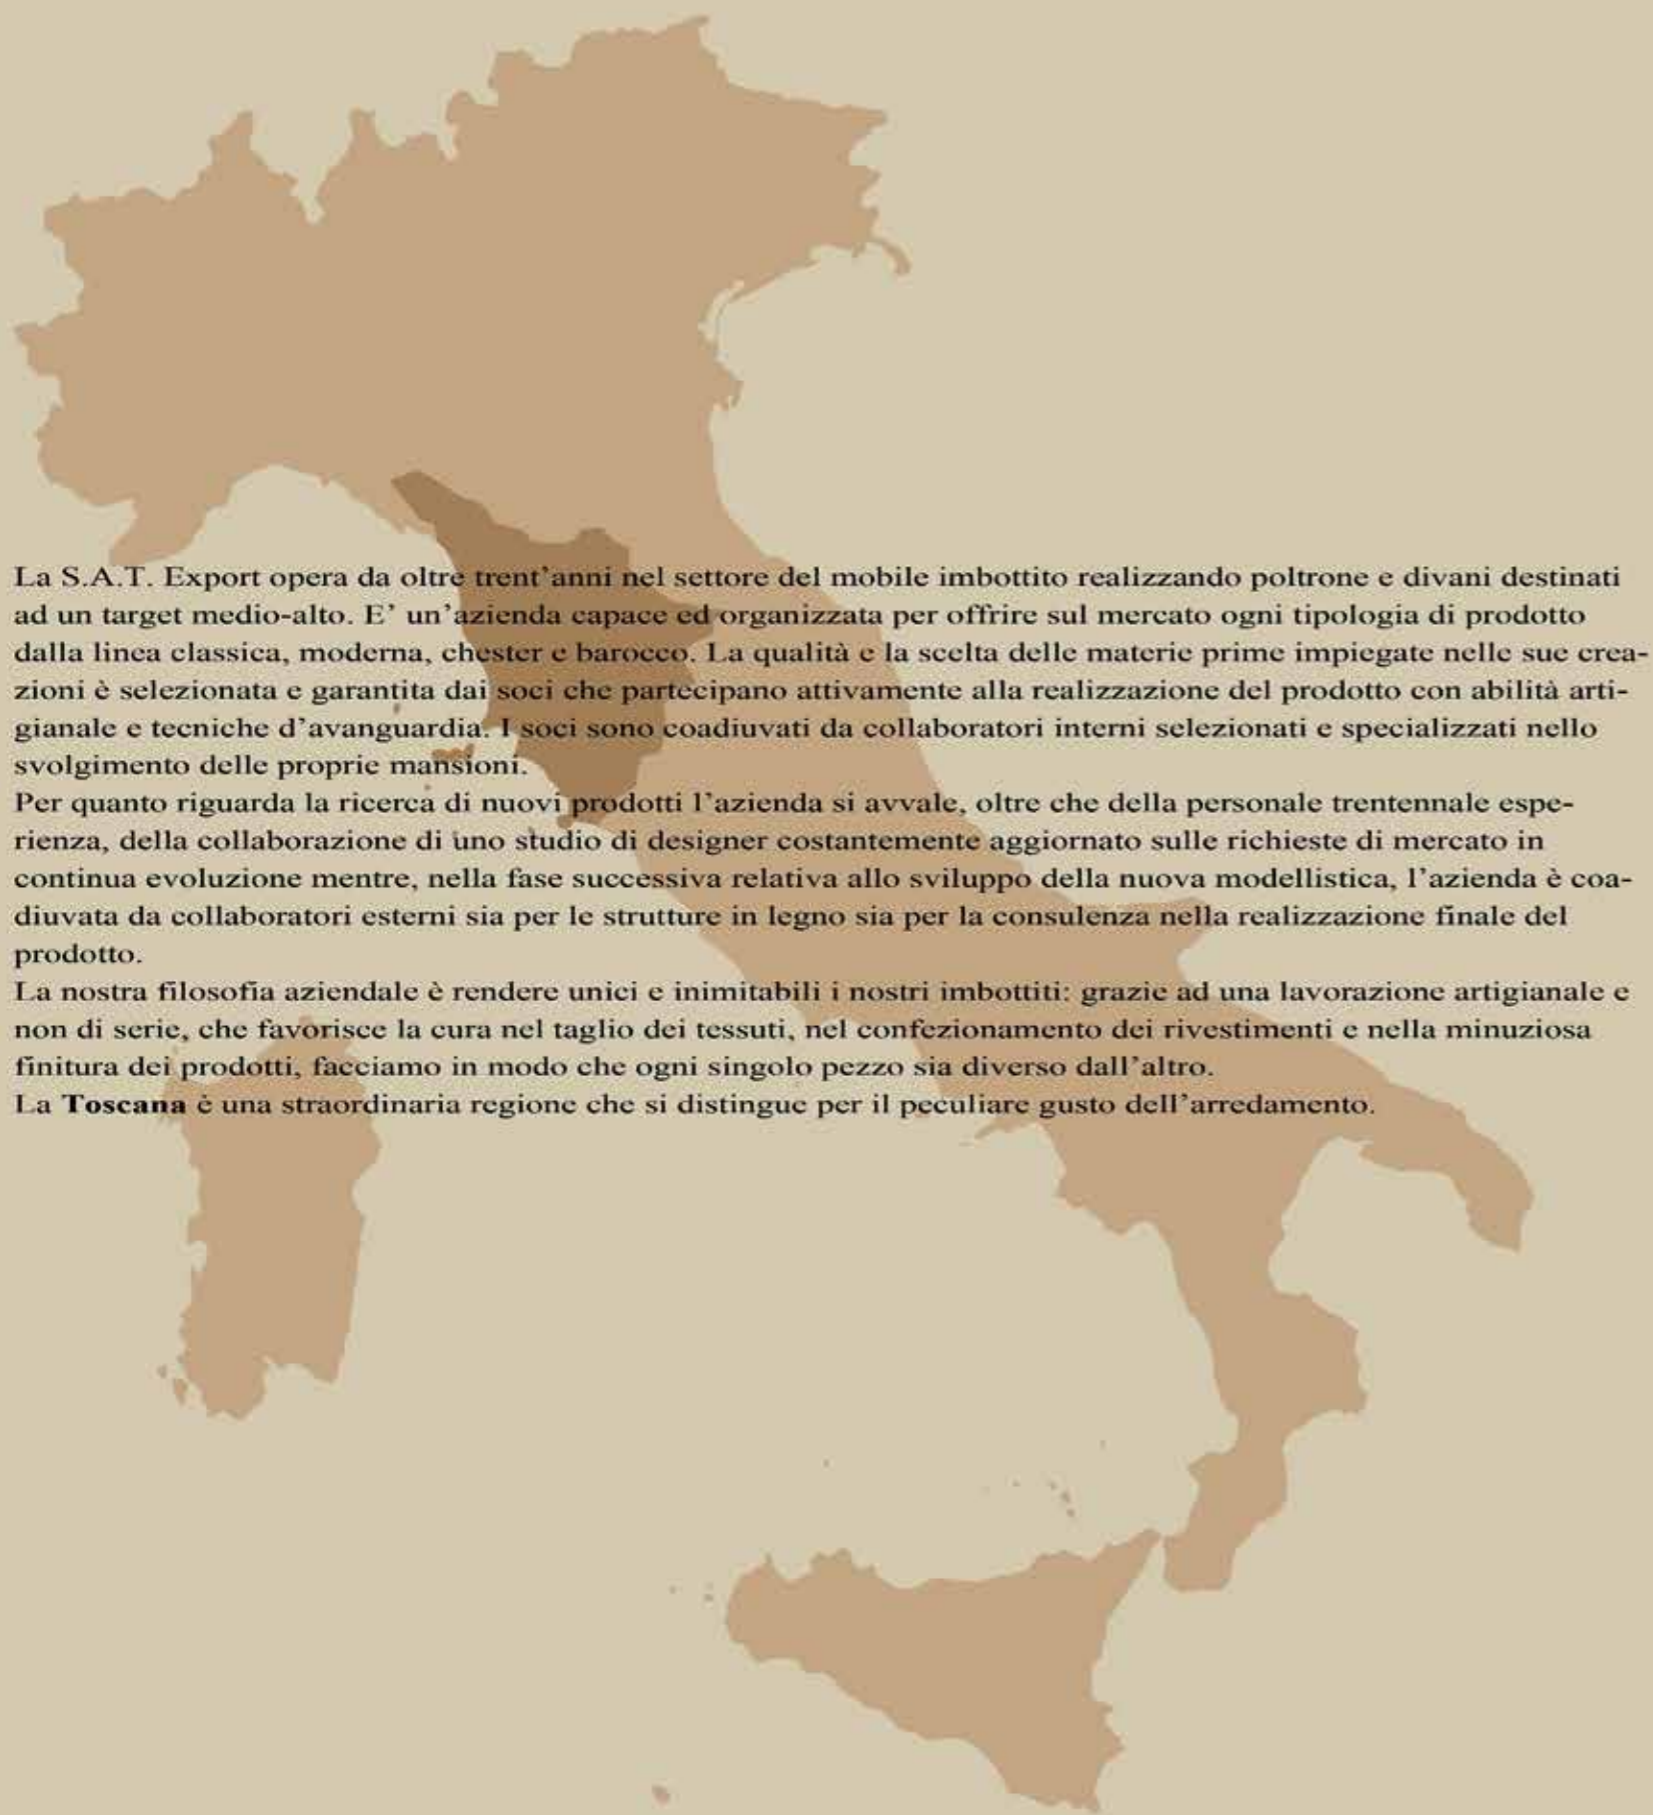 La S.A.T. Export opera da oltre trent'anni nel settore del mobile imbottito realizzando poltrone e divani destinati
ad un target medio-alto. E' un'azienda capace ed organizzata per offrire sul mercato ogni tipologia di prodotto
dalla linea classica, moderna, chester e barocco. La qualità e la scelta delle materie prime impiegate nelle sue crea-
zioni è selezionata e garantita dai soci che partecipano attivamente alla realizzazione del prodotto con abilità arti-
gianale e tecniche d'avanguardia. I soci sono coadiuvati da collaboratori interni selezionati e specializzati nello
svolgimento delle proprie mansioni.
Per quanto riguarda la ricerca di nuovi prodotti l'azienda si avvale, oltre che della personale trentennale espe-
rienza, della collaborazione di uno studio di designer costantemente aggiornato sulle richieste di mercato in
continua evoluzione mentre, nella fase successiva relativa allo sviluppo della nuova modellistica, l'azienda è coa-
diuvata da collaboratori esterni sia per le strutture in legno sia per la consulenza nella realizzazione finale del
prodotto.
La nostra filosofia aziendale è rendere unici e inimitabili i nostri imbottiti: grazie ad una lavorazione artigianale e
non di serie, che favorisce la cura nel taglio dei tessuti, nel confezionamento dei rivestimenti e nella minuziosa
finitura dei prodotti, facciamo in modo che ogni singolo pezzo sia diverso dall'altro.
La Toscana è una straordinaria regione che si distingue per il peculiare gusto dell'arredamento.